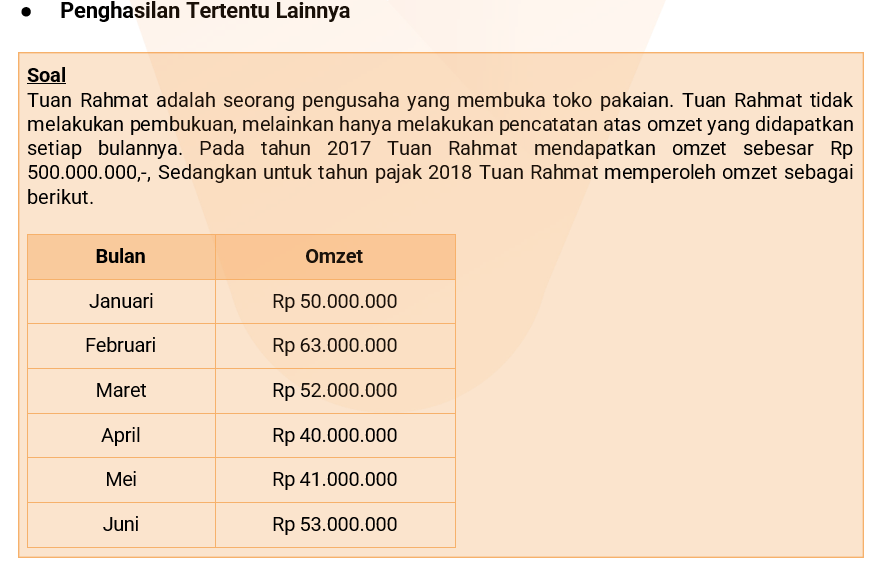 ● Penghasilan Tertentu Lainnya
Soal
Tuan Rahmat adalah seorang pengusaha yang membuka toko pakaian. Tuan Rahmat tidak
melakukan pembukuan, melainkan hanya melakukan pencatatan atas omzet yang didapatkan
setiap bulannya. Pada tahun 2017 Tuan Rahmat mendapatkan omzet sebesar Rp
500.000.000,-, Sedangkan untuk tahun pajak 2018 Tuan Rahmat memperoleh omzet sebagai
berikut.
Bulan Omzet
Januari Rp 50.000.000
Februari Rp 63.000.000
Maret Rp 52.000.000
April Rp 40.000.000
Mei Rp 41.000.000
Juni Rp 53.000.000